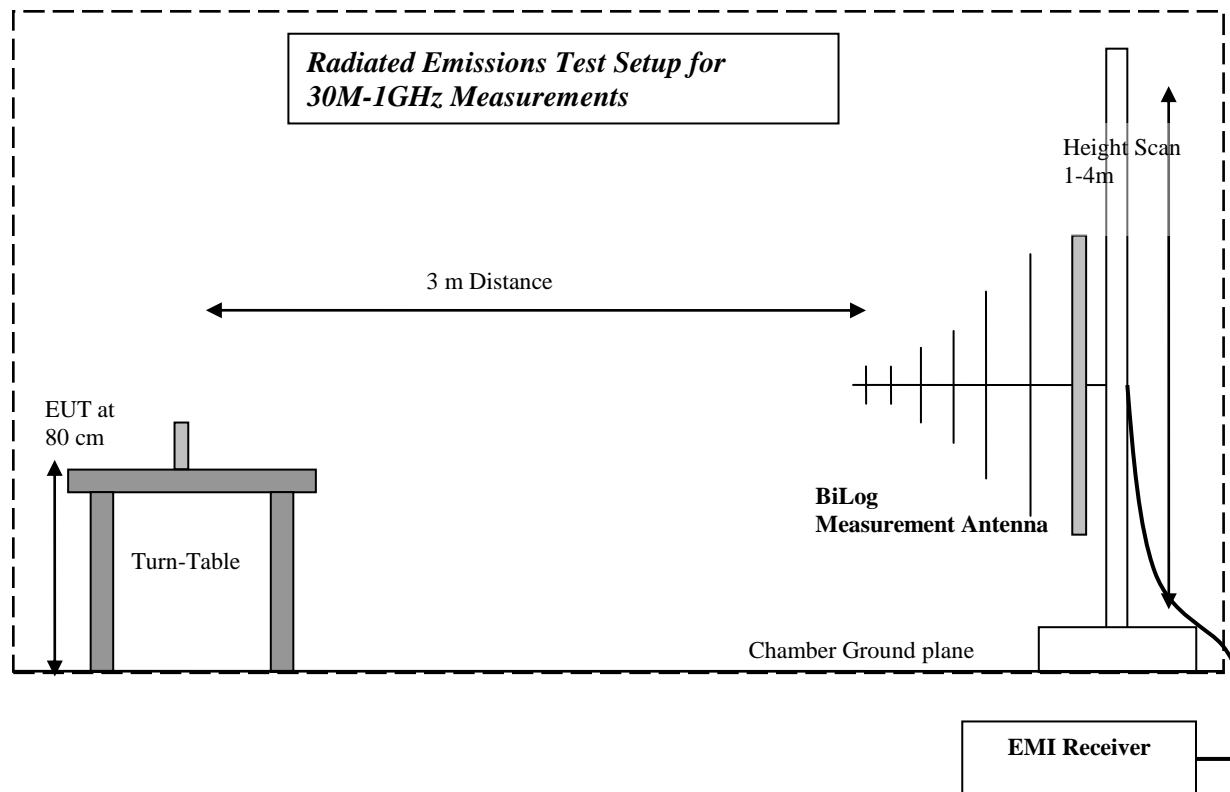 Radiated Emissions Test Setup for
30M-1GHz Measurements
Height Scan
1-4m
3 m Distance
EUT at
80 cm
BiLog
Measurement Antenna
Turn-Table
Chamber Ground plane
EMI Receiver